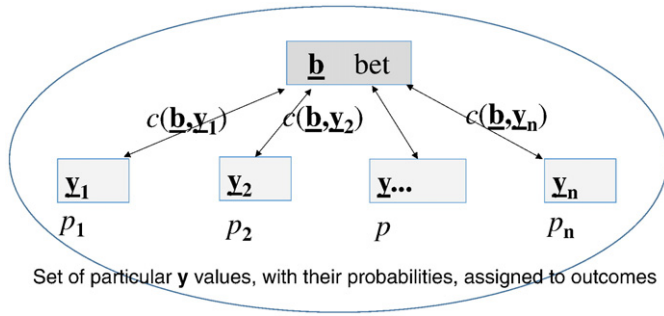 b bet
c(b,y1) c(b,y2) c(b,yn)
y1 y2 y... yn
p1 p2 p pn
Set of particular y values, with their probabilities, assigned to outcomes